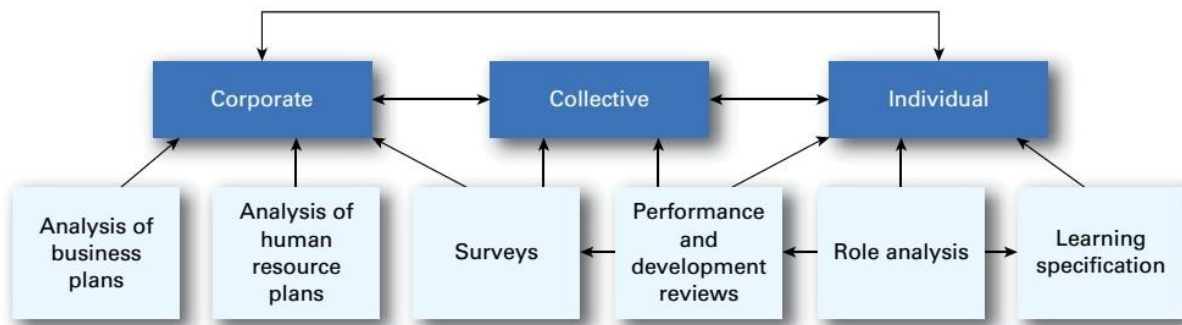 Corporate
Collective
Individual
Analysis of
business
plans
Analysis of
human
resource
plans
Surveys
Performance
and
development
reviews
Role analysis
Learning
specification